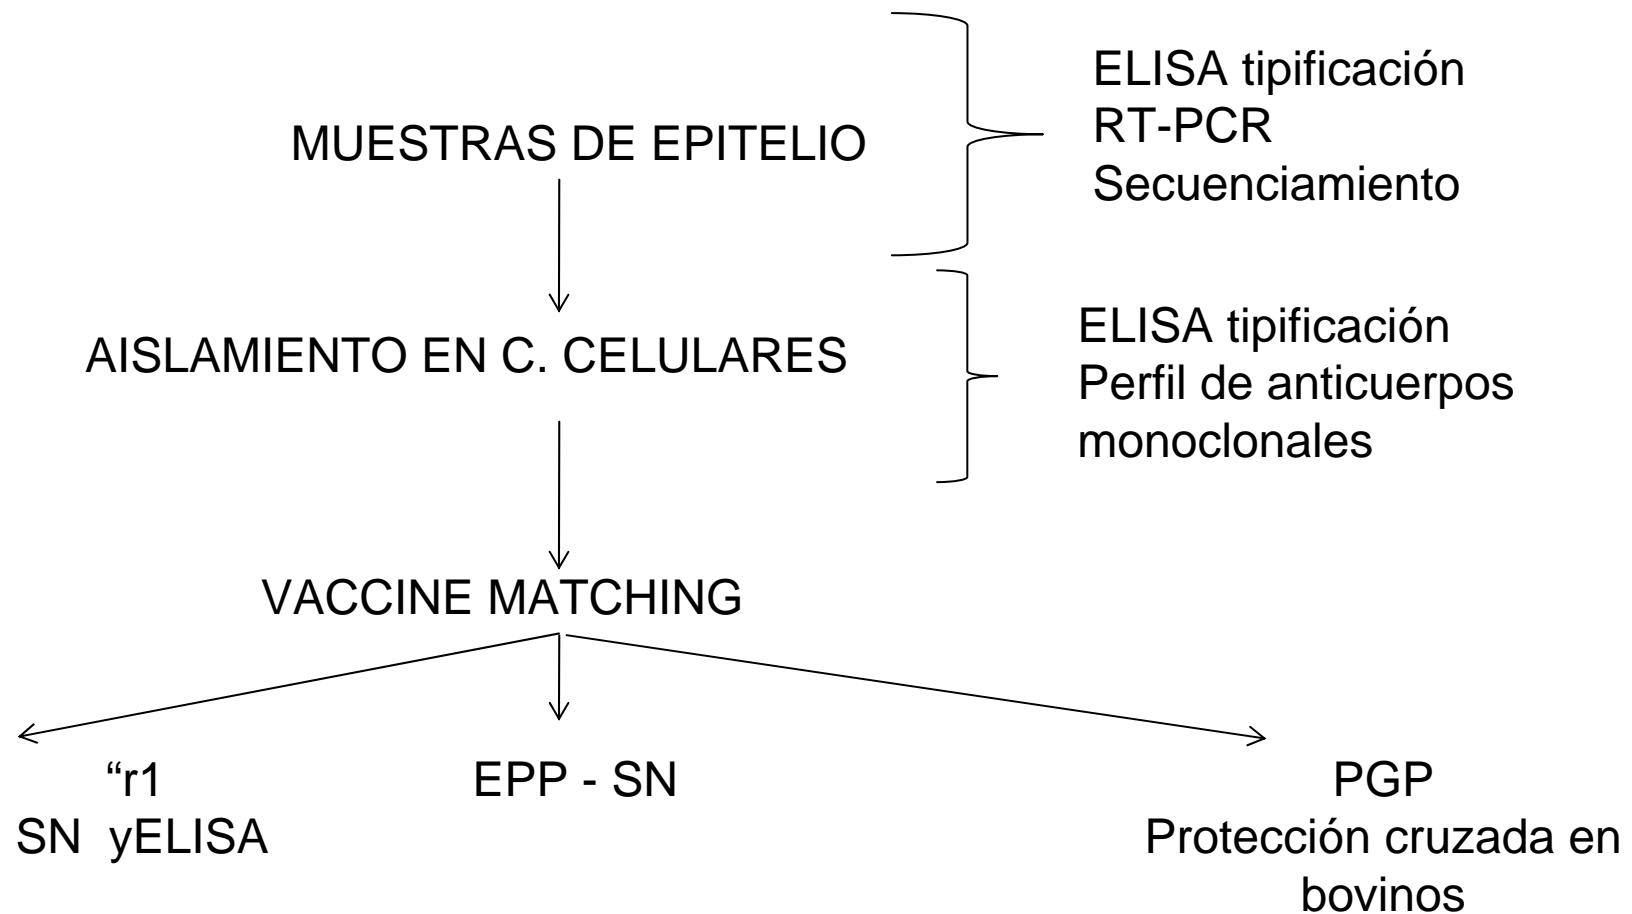 MUESTRAS DE EPITELIO
ELISA tipificación
RT-PCR
Secuenciamiento
AISLAMIENTO EN C. CELULARES
ELISA tipificación
Perfil de anticuerpos
monoclonales
VACCINE MATCHING
“r1
SN yELISA
EPP - SN
PGP
Protección cruzada en
bovinos